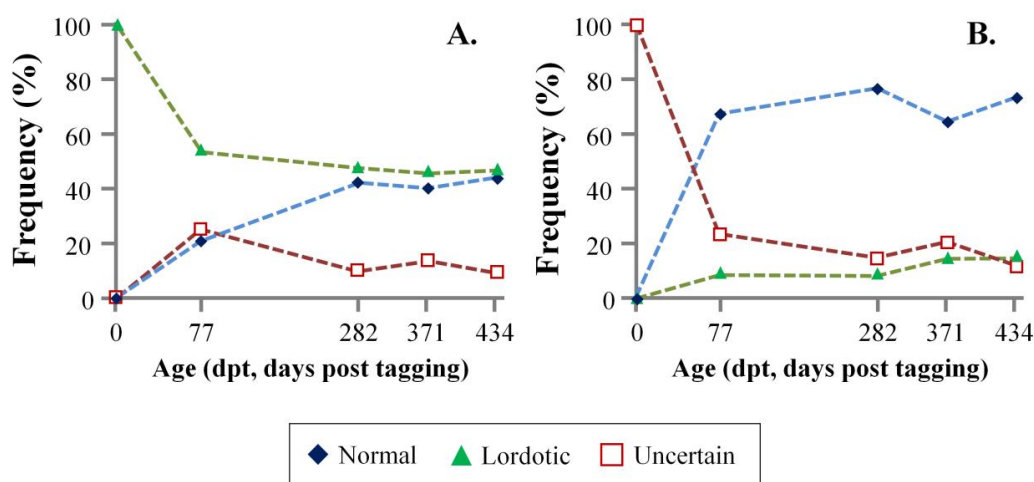 A.
Frequency (%)
100
80
60
40
20
0
0 77 282 371 434
Age (dpt, days post tagging)
B.
Frequency (%)
100
80
60
40
20
0
0 77 282 371 434
Age (dpt, days post tagging)
Normal Lordotic Uncertain